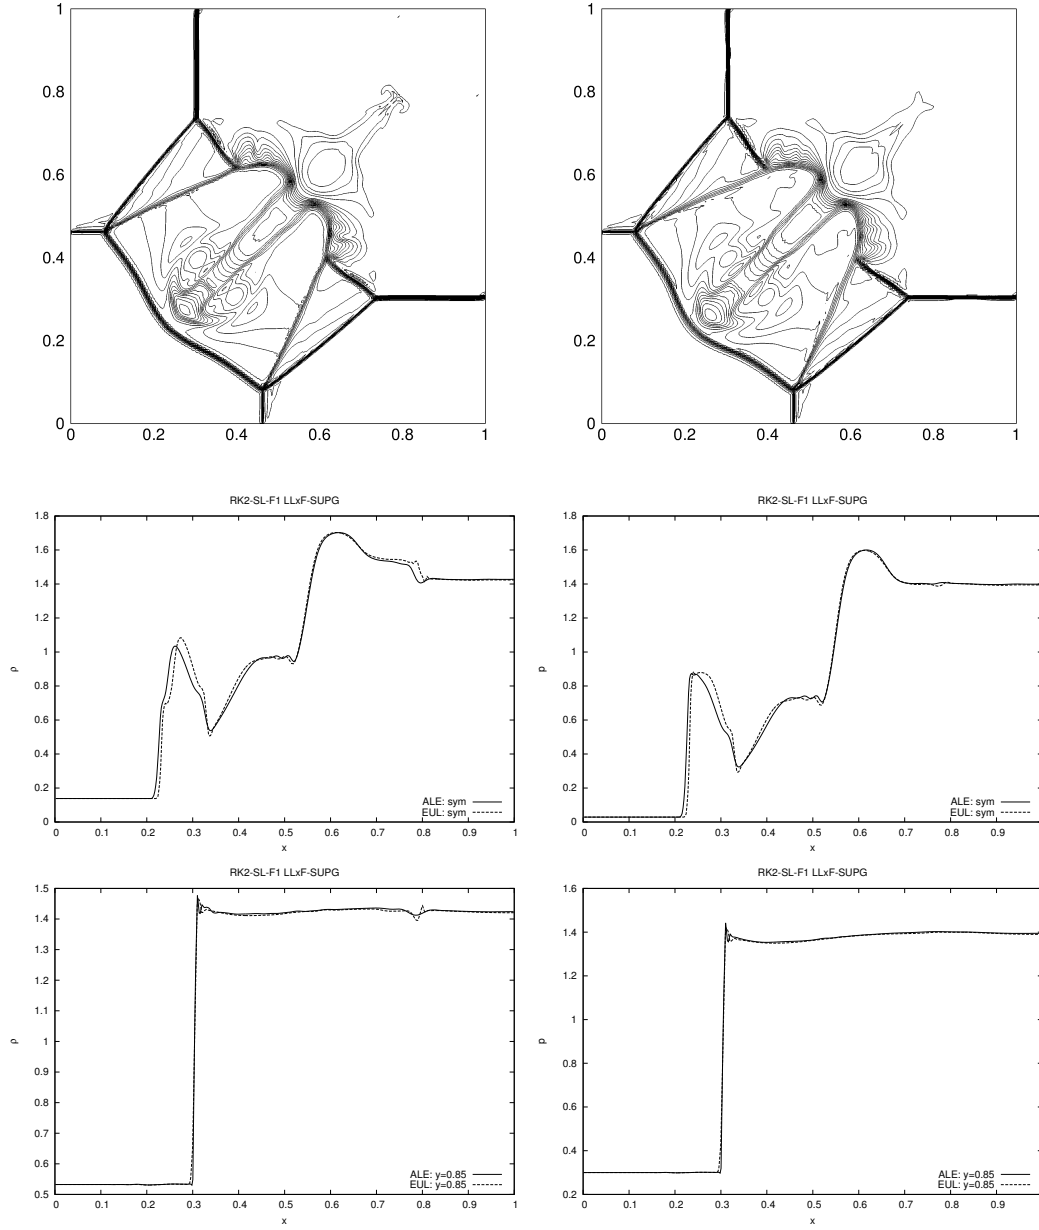 1
0.8
0.6
0.4
0.2
0
0 0.2 0.4 0.6 0.8 1
1
0.8
0.6
0.4
0.2
0
0 0.2 0.4 0.6 0.8 1
RK2-SL-F1 LLxF-SUPG
1.8
1.6
1.4
1.2
1
0.8
0.6
0.4
0.2
0
ρ
0 0.1 0.2 0.3 0.4 0.5 0.6 0.7 0.8 0.9 1
x
ALE: sym
EUL: sym
RK2-SL-F1 LLxF-SUPG
1.8
1.6
1.4
1.2
1
0.8
0.6
0.4
0.2
0
p
0 0.1 0.2 0.3 0.4 0.5 0.6 0.7 0.8 0.9
x
ALE: sym
EUL: sym
RK2-SL-F1 LLxF-SUPG
1.5
1.4
1.3
1.2
1.1
1
0.9
0.8
0.7
0.6
0.5
ρ
0 0.1 0.2 0.3 0.4 0.5 0.6 0.7 0.8 0.9 1
x
ALE: y=0.85
EUL: y=0.85
RK2-SL-F1 LLxF-SUPG
1.6
1.4
1.2
1
0.8
0.6
0.4
0.2
p
0 0.1 0.2 0.3 0.4 0.5 0.6 0.7 0.8 0.9
x
ALE: y=0.85
EUL: y=0.85